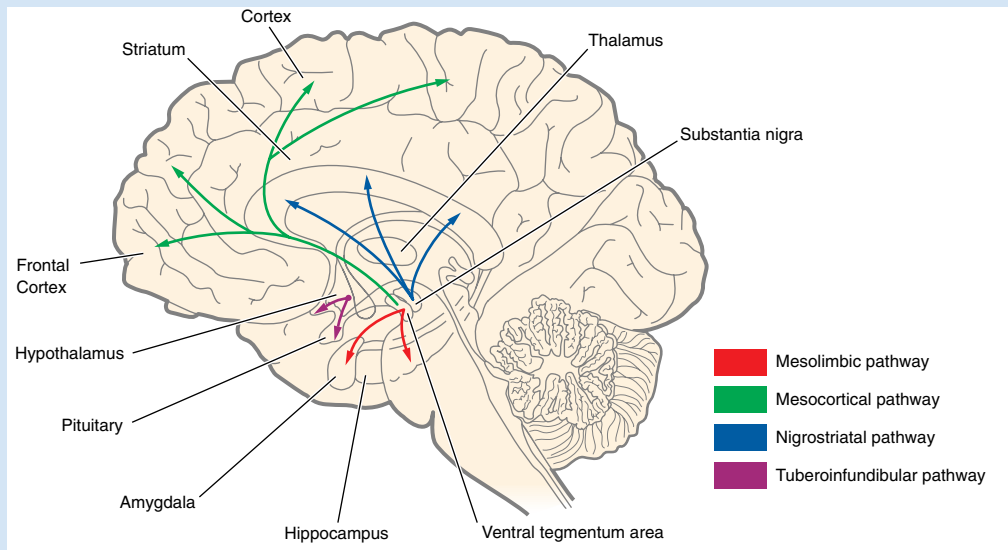 Cortex
Striatum
Thalamus
Substantia nigra
Frontal
Cortex
Hypothalamus
Pituitary
Amygdala
Hippocampus
Ventral tegmentum area
Mesolimbic pathway
Mesocortical pathway
Nigrostriatal pathway
Tuberoinfundibular pathway